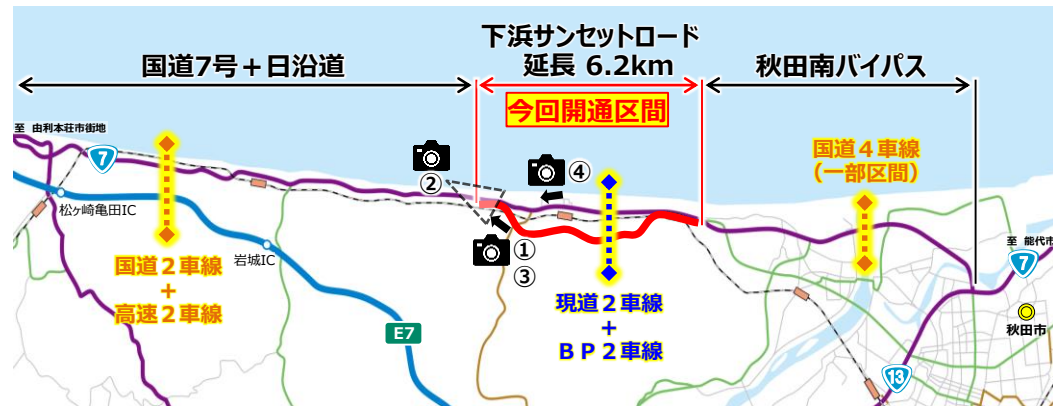 下浜サンセットロード
延長 6.2km
国道7号＋日沿道
秋田南バイパス
今回開通区間
至 由利本荘市街地
7
②
④
国道４車線
（一部区間）
松ヶ崎亀田IC
岩城IC
①
③
至 能代市
7
国道２車線
＋
高速２車線
現道２車線
＋
ＢＰ２車線
E7
秋田市
13